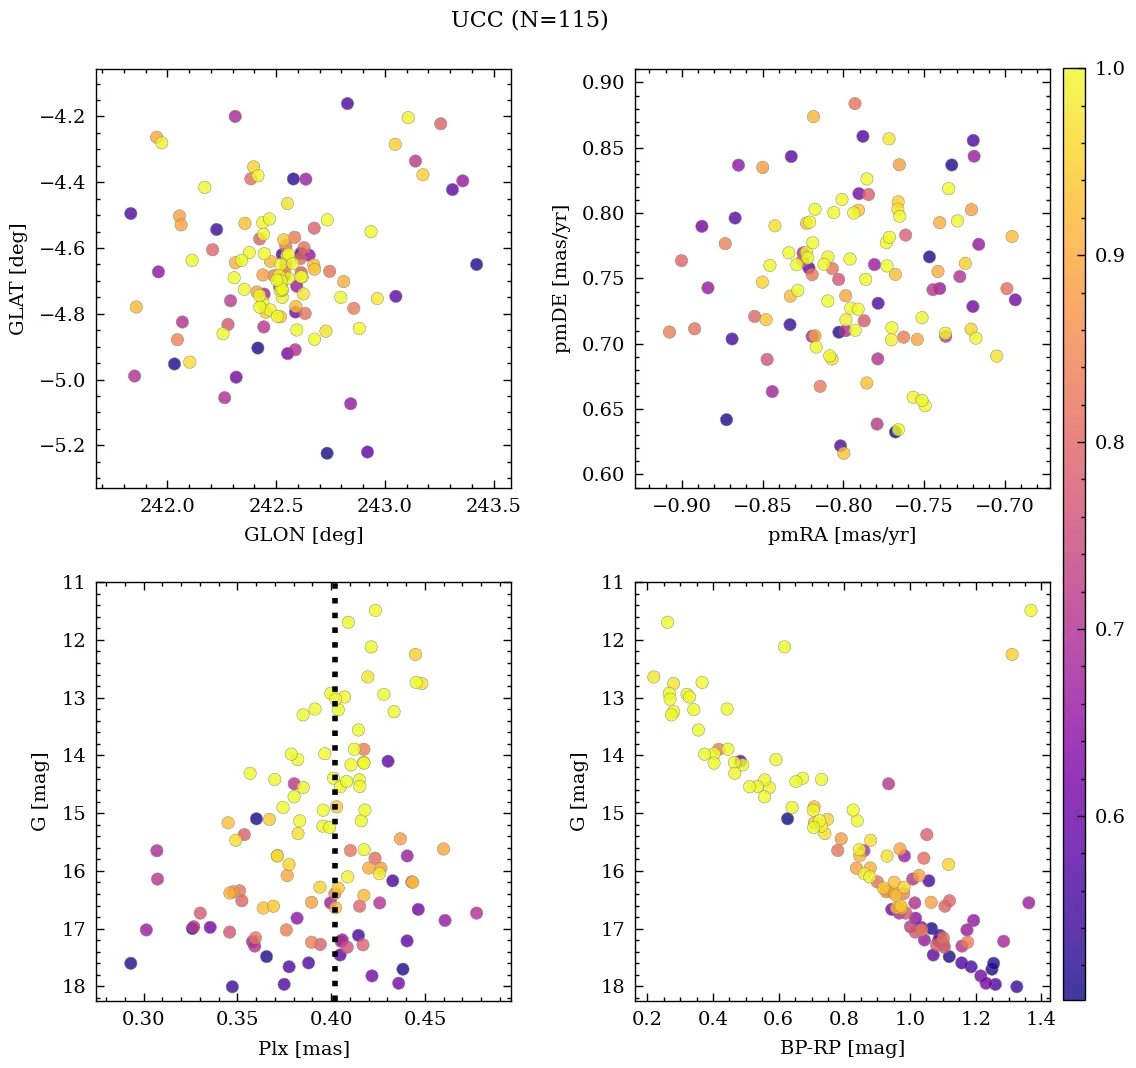 UCC (N=115)
−4.2
−4.4
−4.6
−4.8
−5.0
−5.2
GLAT [deg]
242.0 242.5 243.0 243.5
GLON [deg]
0.90
0.85
0.80
0.75
0.70
0.65
0.60
pmDE [mas/yr]
−0.90 −0.85 −0.80 −0.75 −0.70
pmRA [mas/yr]
1.0
0.9
0.8
0.7
0.6
11
12
13
14
15
16
17
18
G [mag]
0.30 0.35 0.40 0.45
Plx [mas]
11
12
13
14
15
16
17
18
G [mag]
0.2 0.4 0.6 0.8 1.0 1.2 1.4
BP-RP [mag]